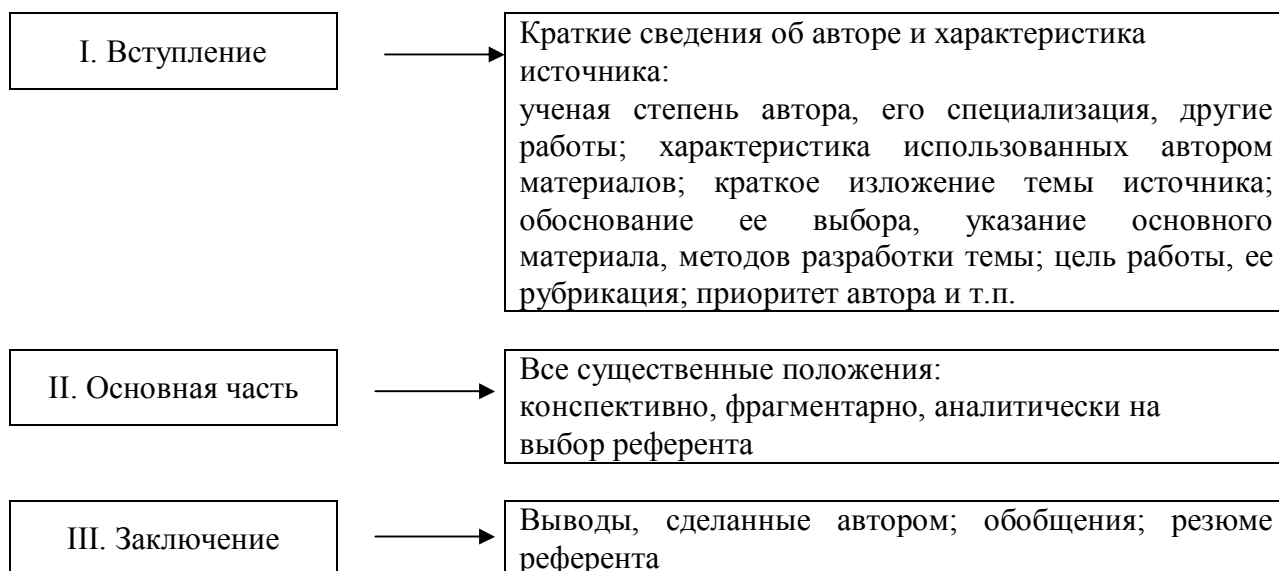 I. Вступление
Краткие сведения об авторе и характеристика
источника:
ученая степень автора, его специализация, другие
работы; характеристика использованных автором
материалов; краткое изложение темы источника;
обоснование ее выбора, указание основного
материала, методов разработки темы; цель работы, ее
рубрикация; приоритет автора и т.п.
II. Основная часть
Все существенные положения:
конспективно, фрагментарно, аналитически на
выбор референта
III. Заключение
Выводы, сделанные автором; обобщения; резюме
референта